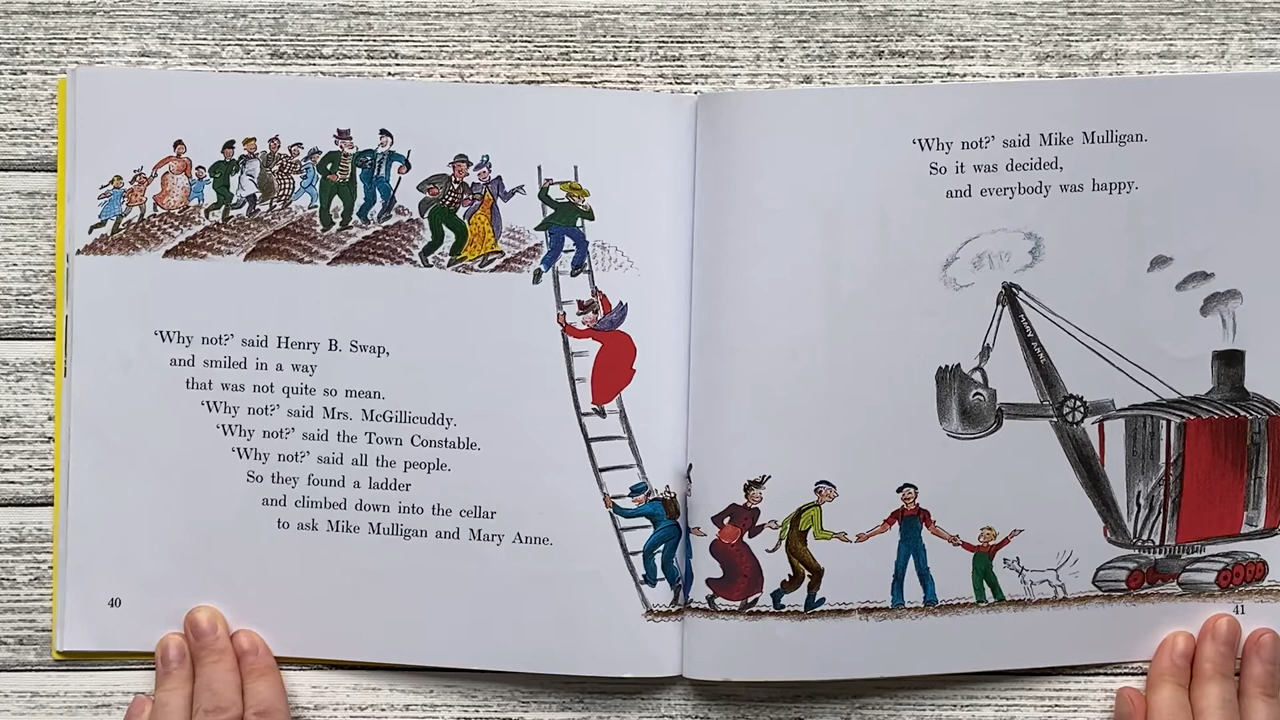 ‘Why not?’ said Henry B. Swap,
and smiled in a way
that was not quite so mean.
‘Why not?’ said Mrs. McGillicuddy.
‘Why not?’ said the Town Constable.
‘Why not?’ said all the people.
So they found a ladder
and climbed down into the cellar
to ask Mike Mulligan and Mary Anne.
40
‘Why not?’ said Mike Mulligan.
So it was decided,
and everybody was happy.
MARY ANNE
41